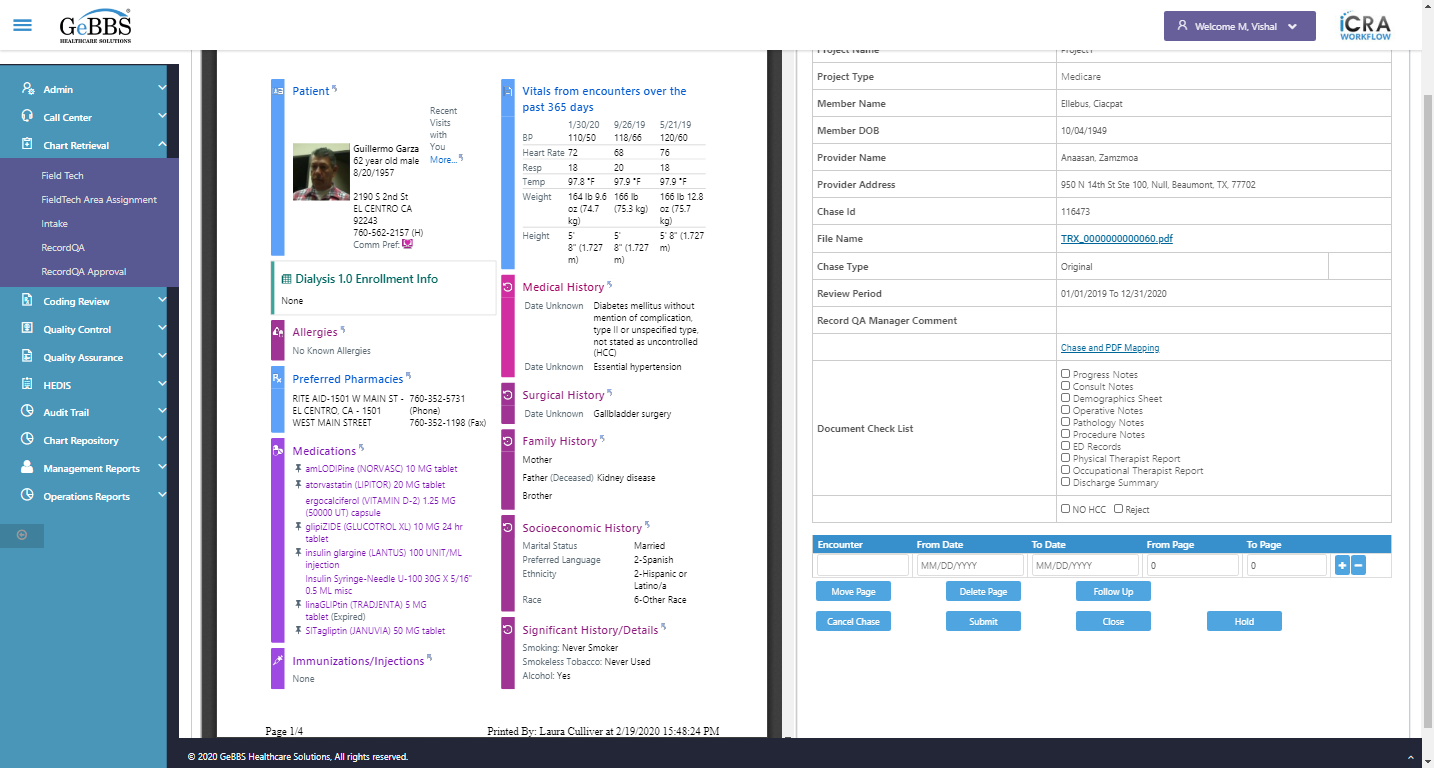 GeBBS
HEALTHCARE SOLUTIONS
Welcome M, Vishal
iCRA
WORKFLOW
Admin
Call Center
Chart Retrieval
Field Tech
FieldTech Area Assignment
Intake
RecordQA
RecordQA Approval
Coding Review
Quality Control
Quality Assurance
HEDIS
Audit Trail
Chart Repository
Management Reports
Operations Reports
Patient
Recent
Visits
with
You
More...
Guillermo Garza
62 year old male
8/20/1957
2190 S 2nd St
EL CENTRO CA
92243
760-562-2157 (H)
Comm Pref:
Dialysis 1.0 Enrollment Info
None
Allergies
No Known Allergies
Preferred Pharmacies
RITE AID-1501 W MAIN ST - 760-352-5731
EL CENTRO, CA - 1501 (Phone)
WEST MAIN STREET 760-352-1198 (Fax)
Medications
amLODIPine (NORVASC) 10 MG tablet
atorvastatin (LIPITOR) 20 MG tablet
ergocalciferol (VITAMIN D-2) 1.25 MG
(50000 UT) capsule
glipiZIDE (GLUCOTROL XL) 10 MG 24 hr
tablet
insulin glargine (LANTUS) 100 UNIT/ML
injection
Insulin Syringe-Needle U-100 30G X 5/16"
0.5 ML misc
linaGLIPtin (TRADJENTA) 5 MG
tablet (Expired)
SITagliptin (JANUVIA) 50 MG tablet
Immunizations/Injections
None
Vitals from encounters over the
past 365 days
1/30/20 9/26/19 5/21/19
BP 110/50 118/66 120/60
Heart Rate 72 68 76
Resp 18 20 18
Temp 97.8 °F 97.9 °F 97.9 °F
Weight 164 lb 9.6 166 lb 166 lb 12.8
oz (74.7 (75.3 kg) oz (75.7
kg) kg)
Height 5' 5' 5' 8" (1.727
8" (1.727 8" (1.727 m)
m) m)
Medical History
Date Unknown Diabetes mellitus without
mention of complication,
type II or unspecified type,
not stated as uncontrolled
(HCC)
Date Unknown Essential hypertension
Surgical History
Date Unknown Gallbladder surgery
Family History
Mother
Father (Deceased) Kidney disease
Brother
Socioeconomic History
Marital Status Married
Preferred Language 2-Spanish
Ethnicity 2-Hispanic or
Latino/a
Race 6-Other Race
Significant History/Details
Smoking: Never Smoker
Smokeless Tobacco: Never Used
Alcohol: Yes
Page 1/4 Printed By: Laura Culliver at 2/19/2020 15:48:24 PM
Project Name Project1
Project Type Medicare
Member Name Ellebus, Ciacpat
Member DOB 10/04/1949
Provider Name Anaasan, Zamzmoa
Provider Address 950 N 14th St Ste 100, Null, Beaumont, TX, 77702
Chase Id 116473
File Name TRX_0000000000060.pdf
Chase Type Original
Review Period 01/01/2019 To 12/31/2020
Record QA Manager Comment
Chase and PDF Mapping
Document Check List
Progress Notes
Consult Notes
Demographics Sheet
Operative Notes
Pathology Notes
Procedure Notes
ED Records
Physical Therapist Report
Occupational Therapist Report
Discharge Summary
NO HCC Reject
Encounter From Date To Date From Page To Page
MM/DD/YYYY MM/DD/YYYY 0 0
Move Page Delete Page Follow Up
Cancel Chase Submit Close Hold
© 2020 GeBBS Healthcare Solutions, All rights reserved.